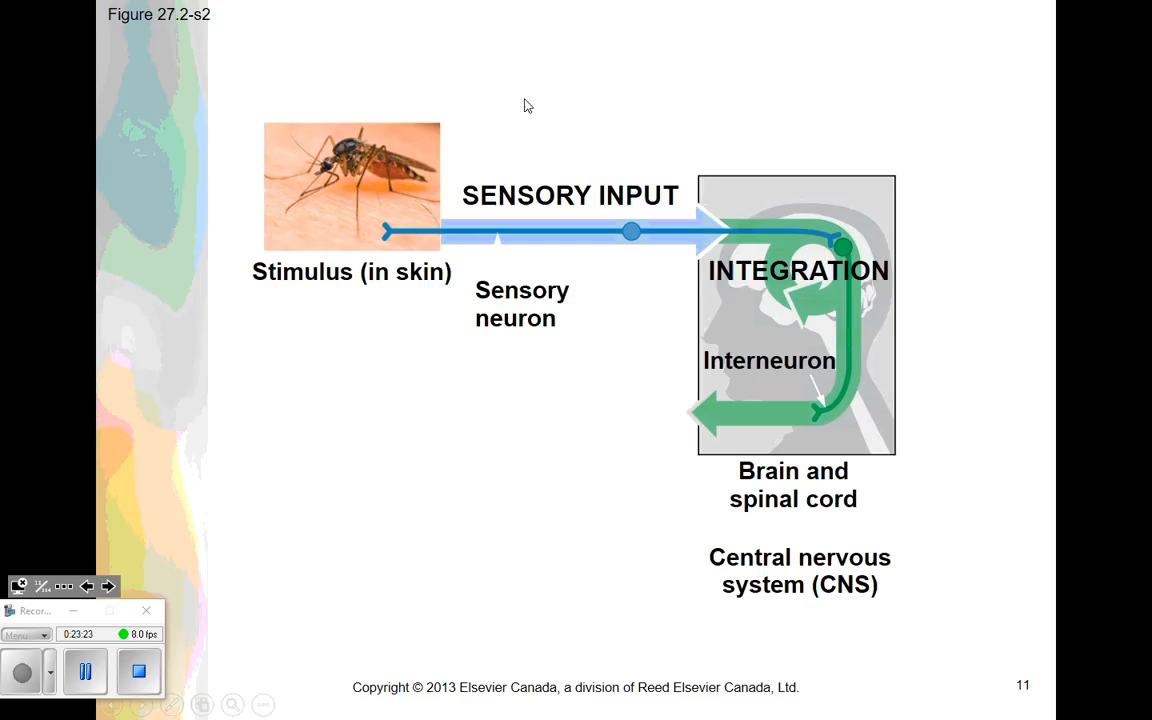 Figure 27.2-s2
SENSORY INPUT
Stimulus (in skin)
Sensory
neuron
INTEGRATION
Interneuron
Brain and
spinal cord
Central nervous
system (CNS)
11/114
Recor...
Menu
0:23:23
8.0 fps
Copyright © 2013 Elsevier Canada, a division of Reed Elsevier Canada, Ltd.
11